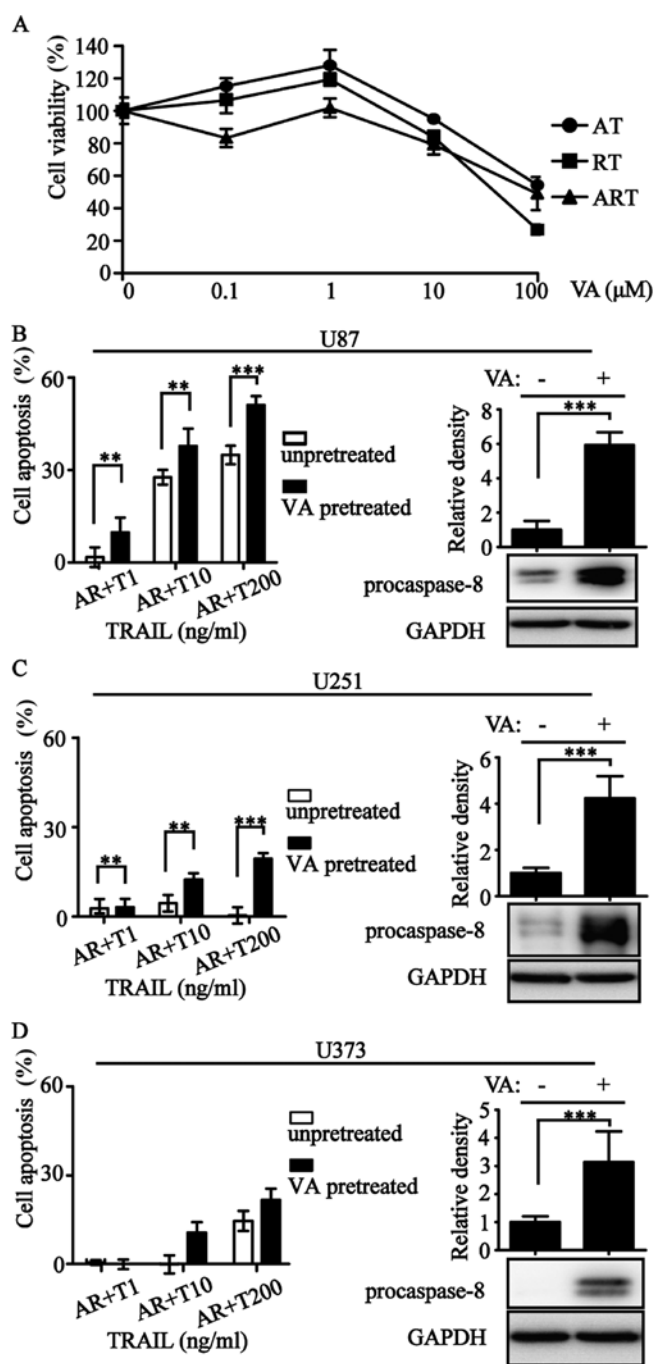 A
Cell viability (%)
140
120
100
80
60
40
20
0
0 0.1 1 10 100 VA (μM)
AT
RT
ART
B
U87
Cell apoptosis (%)
60
30
0
** ** ***
unpretreated
VA pretreated
AR+T1 AR+T10 AR+T200
TRAIL (ng/ml)
VA: - +
***
Relative density
8
6
4
2
0
procaspase-8
GAPDH
C
U251
Cell apoptosis (%)
60
30
0
** ** ***
unpretreated
VA pretreated
AR+T1 AR+T10 AR+T200
TRAIL (ng/ml)
VA: - +
***
Relative density
6
4
2
0
procaspase-8
GAPDH
D
U373
Cell apoptosis (%)
60
30
0
unpretreated
VA pretreated
AR+T1 AR+T10 AR+T200
TRAIL (ng/ml)
VA: - +
***
Relative density
5
4
3
2
1
0
procaspase-8
GAPDH